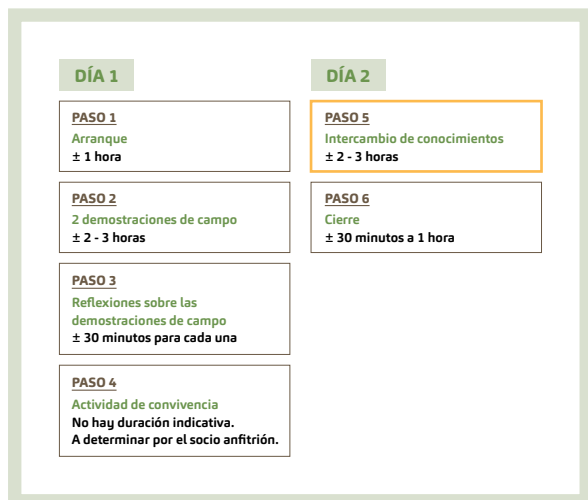 DÍA 1
PASO 1
Arranque
± 1 hora
PASO 2
2 demostraciones de campo
± 2 - 3 horas
PASO 3
Reflexiones sobre las
demostraciones de campo
± 30 minutos para cada una
PASO 4
Actividad de convivencia
No hay duración indicativa.
A determinar por el socio anfitrión.
DÍA 2
PASO 5
Intercambio de conocimientos
± 2 - 3 horas
PASO 6
Cierre
± 30 minutos a 1 hora